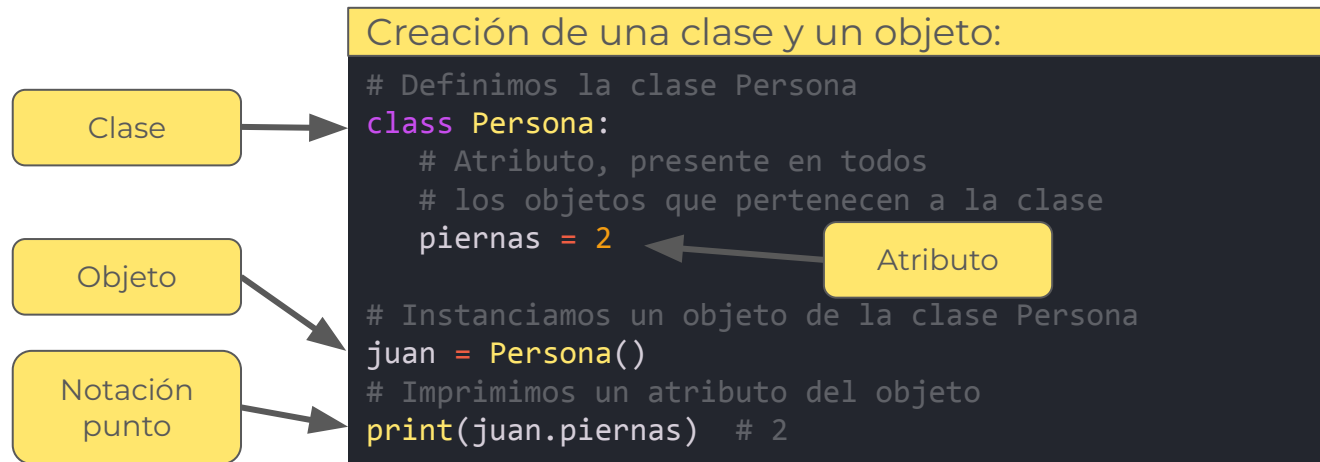 Creación de una clase y un objeto:
# Definimos la clase Persona
Clase
class Persona:
# Atributo, presente en todos
# los objetos que pertenecen a la clase
piernas = 2
Atributo
Objeto
# Instanciamos un objeto de la clase Persona
juan = Persona()
# Imprimimos un atributo del objeto
Notación
punto
print(juan.piernas)  # 2